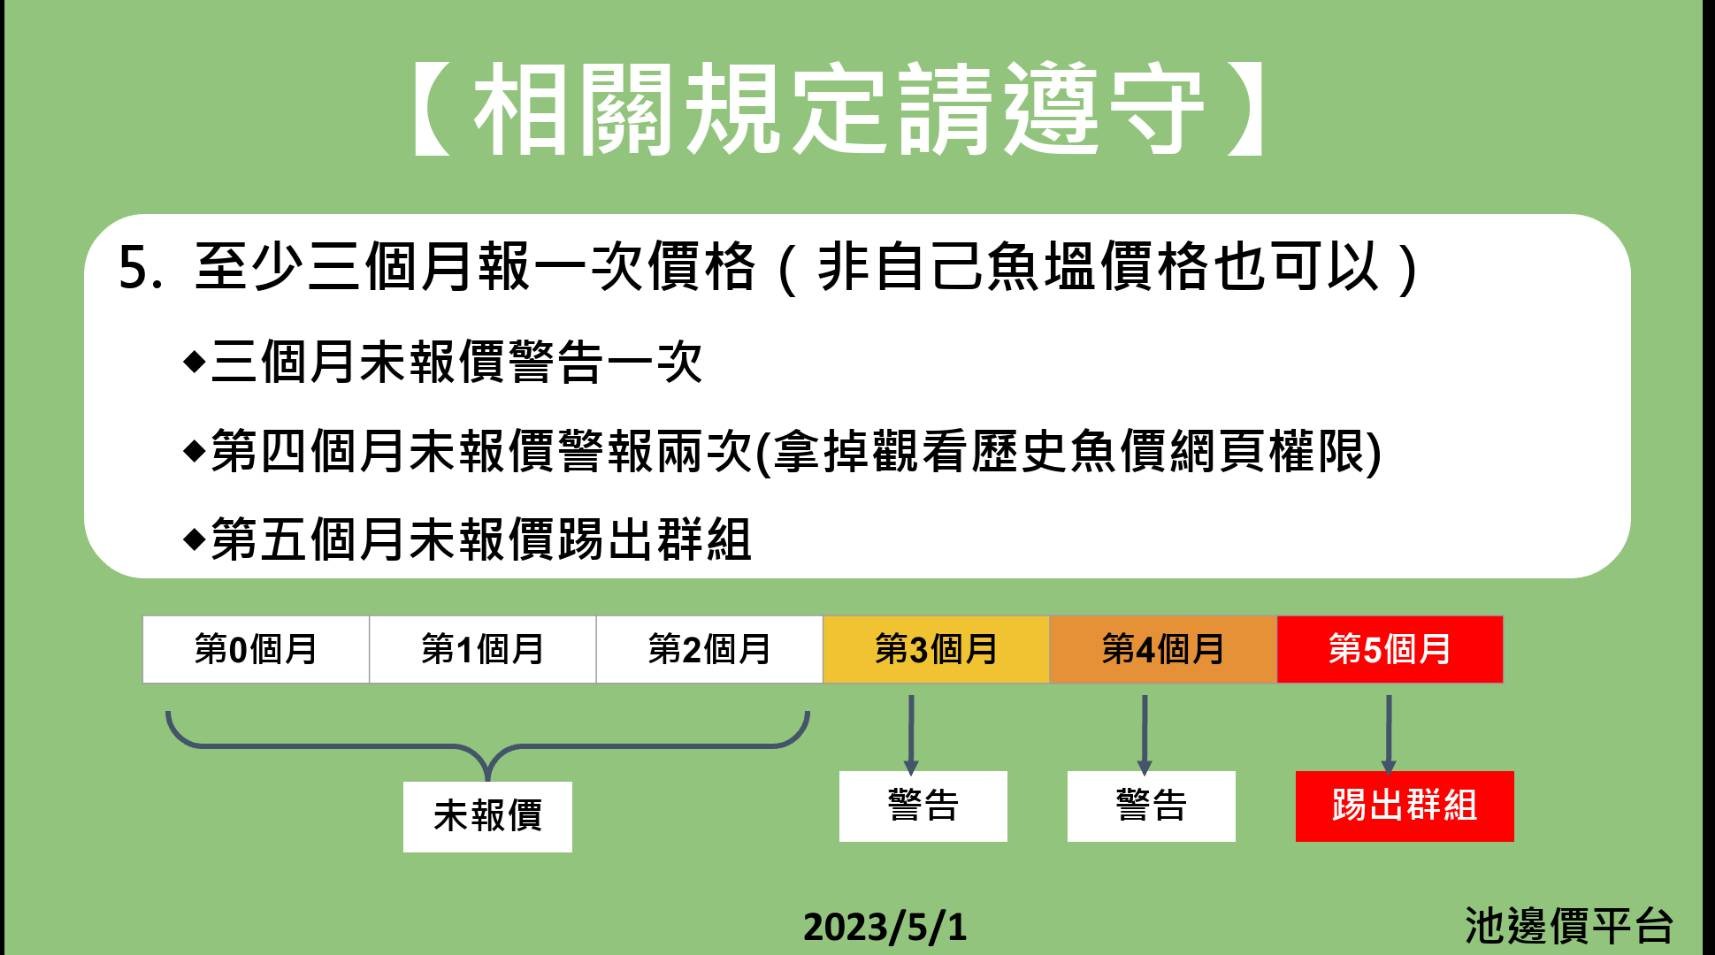 【相關規定請遵守】
5. 至少三個月報一次價格（非自己魚塭價格也可以）
◆三個月未報價警告一次
◆第四個月未報價警報兩次(拿掉觀看歷史魚價網頁權限)
◆第五個月未報價踢出群組
第0個月 第1個月 第2個月 第3個月 第4個月 第5個月
未報價 警告 警告 踢出群組
2023/5/1
池邊價平台